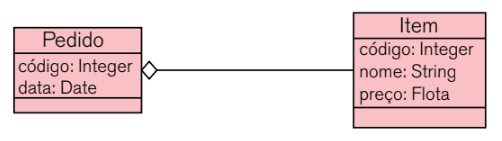 Pedido
código: Integer
data: Date
Item
código: Integer
nome: String
preço: Flota